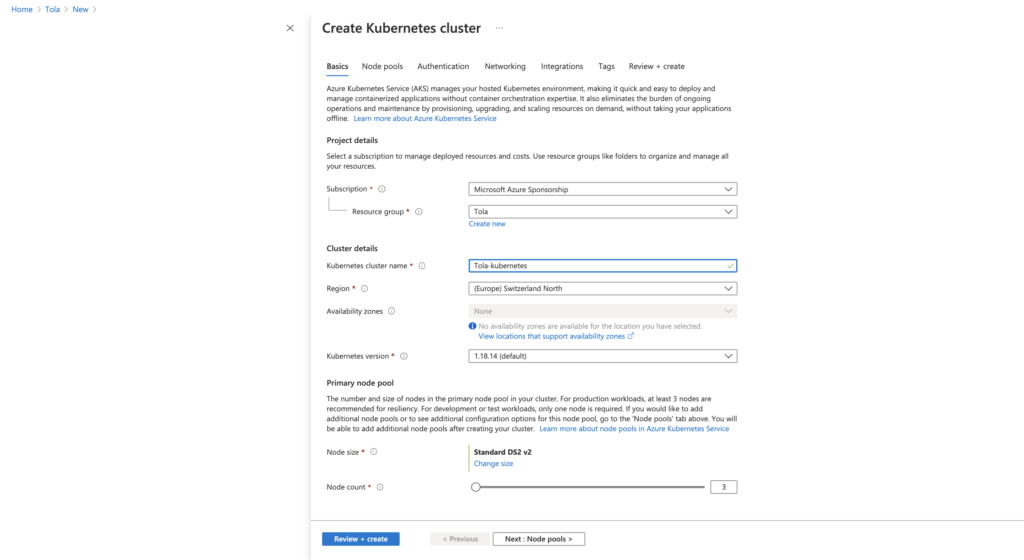 Home > Tola > New >
Create Kubernetes cluster ...
Basics Node pools Authentication Networking Integrations Tags Review + create
Azure Kubernetes Service (AKS) manages your hosted Kubernetes environment, making it quick and easy to deploy and
manage containerized applications without container orchestration expertise. It also eliminates the burden of ongoing
operations and maintenance by provisioning, upgrading, and scaling resources on demand, without taking your applications
offline. Learn more about Azure Kubernetes Service
Project details
Select a subscription to manage deployed resources and costs. Use resource groups like folders to organize and manage all
your resources.
Subscription * Microsoft Azure Sponsorship
Resource group * Tola
Create new
Cluster details
Kubernetes cluster name * Tola-kubernetes
Region * (Europe) Switzerland North
Availability zones None
No availability zones are available for the location you have selected.
View locations that support availability zones
Kubernetes version * 1.18.14 (default)
Primary node pool
The number and size of nodes in the primary node pool in your cluster. For production workloads, at least 3 nodes are
recommended for resiliency. For development or test workloads, only one node is required. If you would like to add
additional node pools or to see additional configuration options for this node pool, go to the 'Node pools' tab above. You will
be able to add additional node pools after creating your cluster. Learn more about node pools in Azure Kubernetes Service
Node size * Standard DS2 v2
Change size
Node count * 3
Review + create < Previous Next : Node pools >